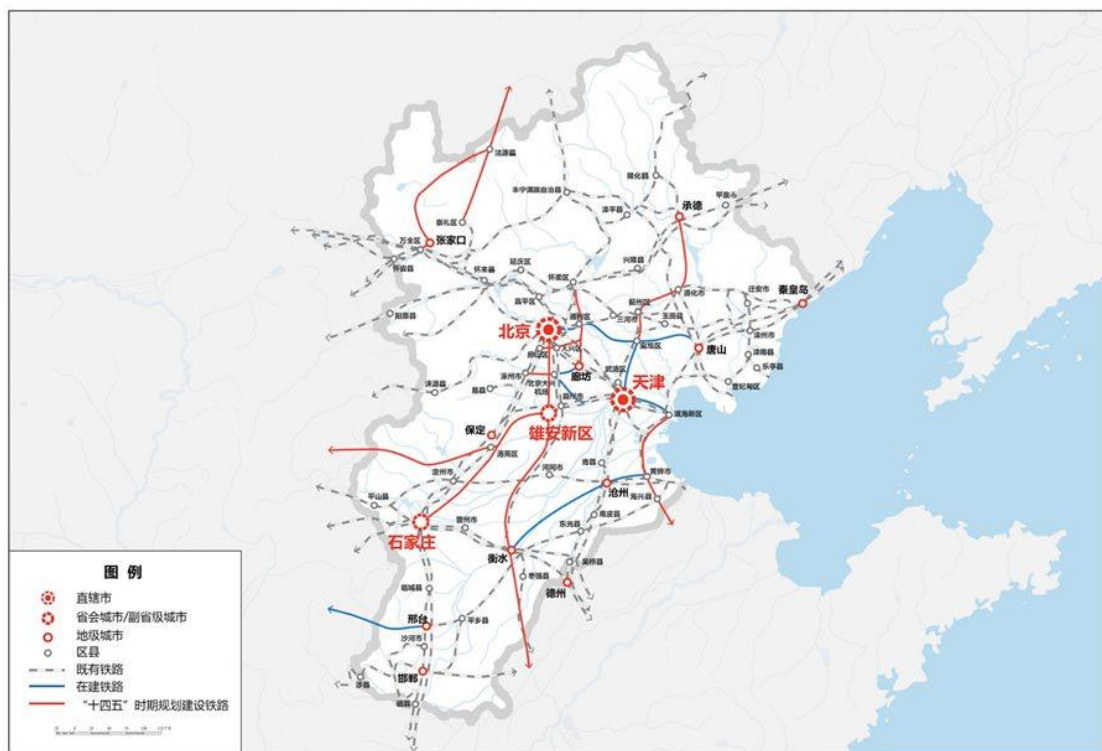 沽源县
隆化县
丰宁满族自治县
平泉市
滦平县
承德
崇礼区
万全区
张家口
怀安县
怀来县
延庆区
怀柔区
兴隆县
昌平区
遵化市
迁安市
秦皇岛
阳原县
蓟州区
通州区
三河市
玉田县
滦州市
北京
宝坻区
唐山
滦南县
房山区
大兴区
乐亭县
涿州市
廊坊
武清区
曹妃甸区
涞源县
易县
北京大兴
机场
霸州市
天津
滨海新区
雄安新区
保定
清苑区
青县
黄骅市
定州市
河间市
沧州
平山县
海兴县
晋州市
南皮县
石家庄
东光县
衡水
吴桥县
枣强县
德州
临城县
邢台
平乡县
沙河市
邯郸
涉县
磁县
图 例
直辖市
省会城市/副省级城市
地级城市
区县
既有铁路
在建铁路
“十四五”时期规划建设铁路